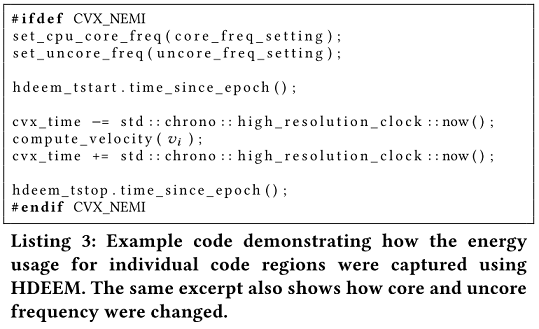 #ifdef CVX_NEMI
set_cpu_core_freq(core_freq_setting);
set_uncore_freq(uncore_freq_setting);
hdeem_tstart.time_since_epoch();
cvx_time −= std::chrono::high_resolution_clock::now();
compute_velocity(vᵢ);
cvx_time += std::chrono::high_resolution_clock::now();
hdeem_tstop.time_since_epoch();
#endif CVX_NEMI
Listing 3: Example code demonstrating how the energy
usage for individual code regions were captured using
HDEEM. The same excerpt also shows how core and uncore
frequency were changed.